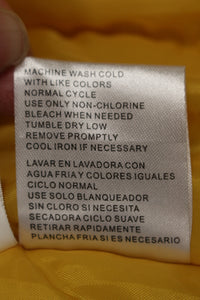 MACHINE WASH COLD
WITH LIKE COLORS
NORMAL CYCLE
USE ONLY NON-CHLORINE
BLEACH WHEN NEEDED
TUMBLE DRY LOW
REMOVE PROMPTLY
COOL IRON IF NECESSARY
LAVAR EN LAVADORA CON
AGUA FRIA Y COLORES IGUALES
CICLO NORMAL
USE SOLO BLANQUEADOR
SIN CLORO SI NECESITA
SECADORA CICLO SUAVE
RETIRAR RAPIDAMENTE
PLANCHA FRIA SI ES NECESARIO